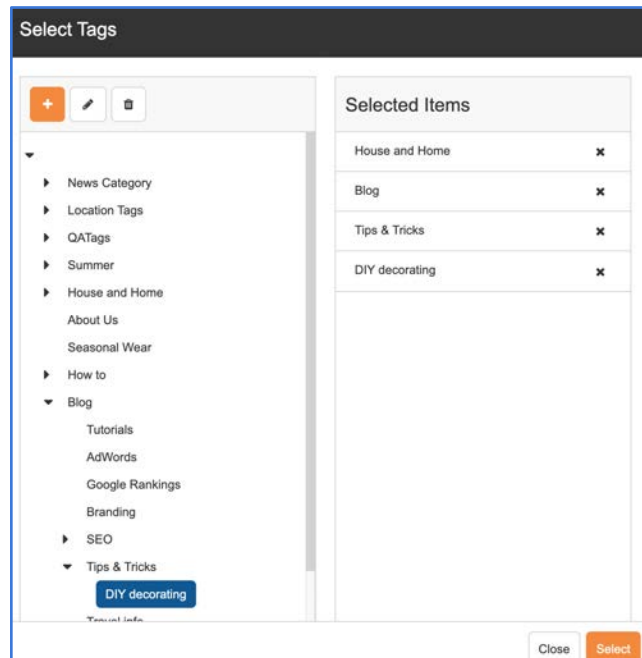 Select Tags
News Category
Location Tags
QATags
Summer
House and Home
About Us
Seasonal Wear
How to
Blog
Tutorials
AdWords
Google Rankings
Branding
SEO
Tips & Tricks
DIY decorating
Travel info
Selected Items
House and Home
Blog
Tips & Tricks
DIY decorating
Close
Select